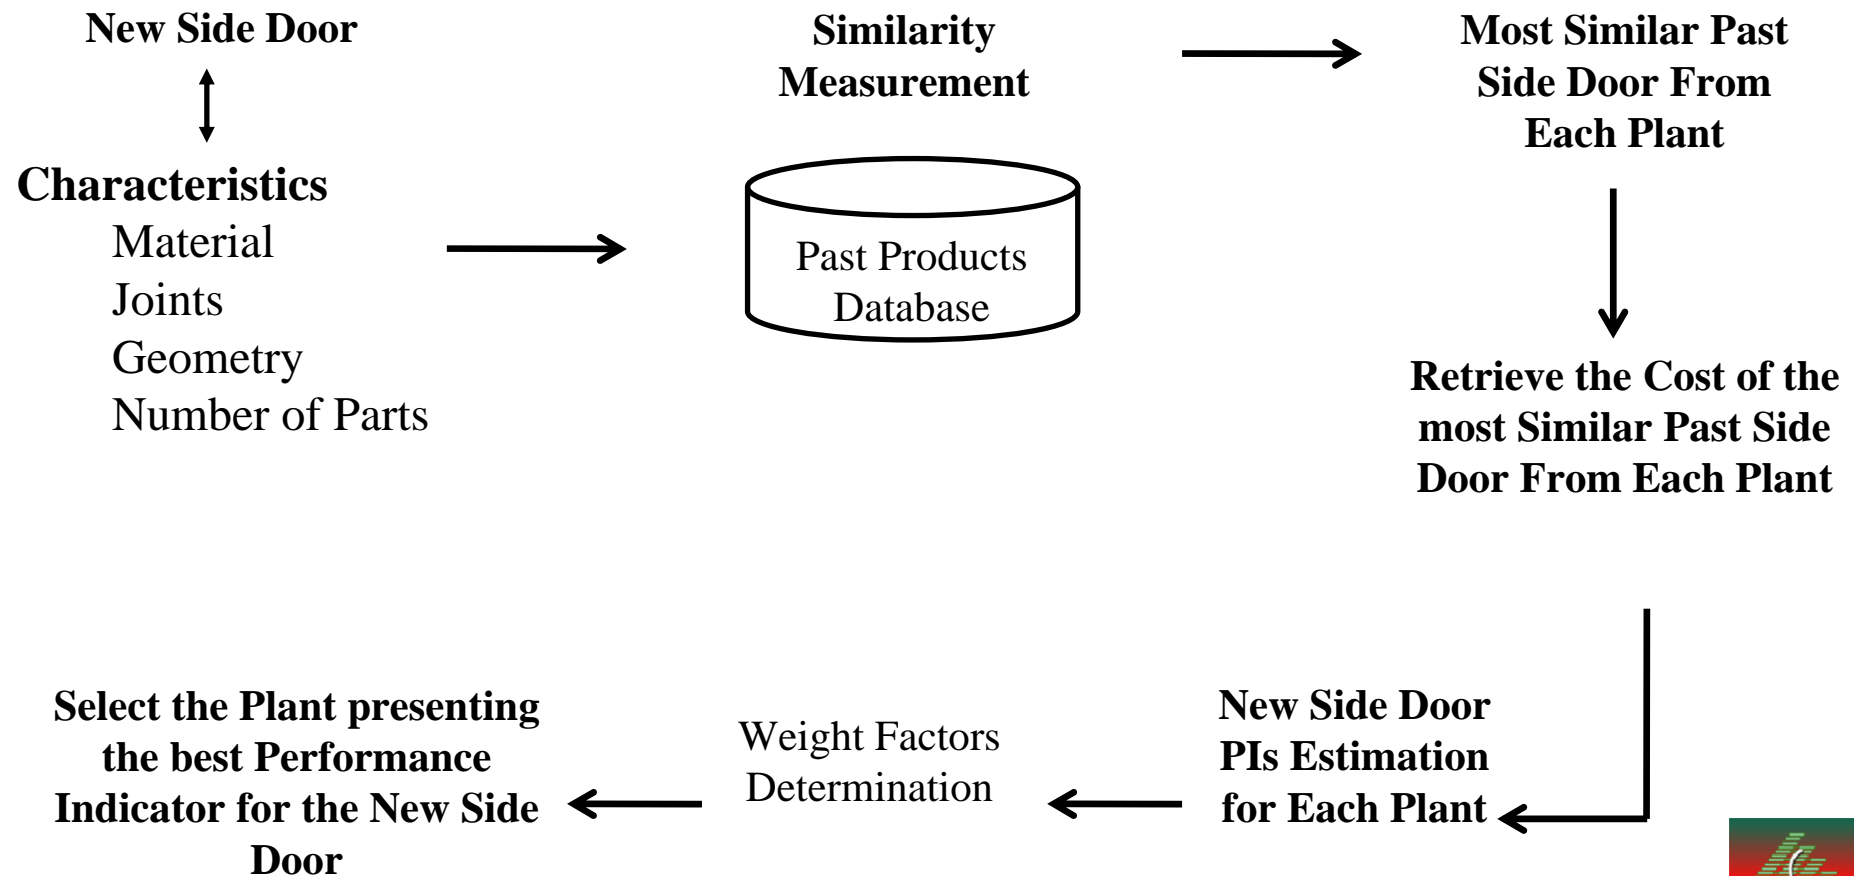 New Side Door
Characteristics
Material
Joints
Geometry
Number of Parts
Similarity
Measurement
Past Products
Database
Most Similar Past
Side Door From
Each Plant
Retrieve the Cost of the
most Similar Past Side
Door From Each Plant
New Side Door
PIs Estimation
for Each Plant
Weight Factors
Determination
Select the Plant presenting
the best Performance
Indicator for the New Side
Door